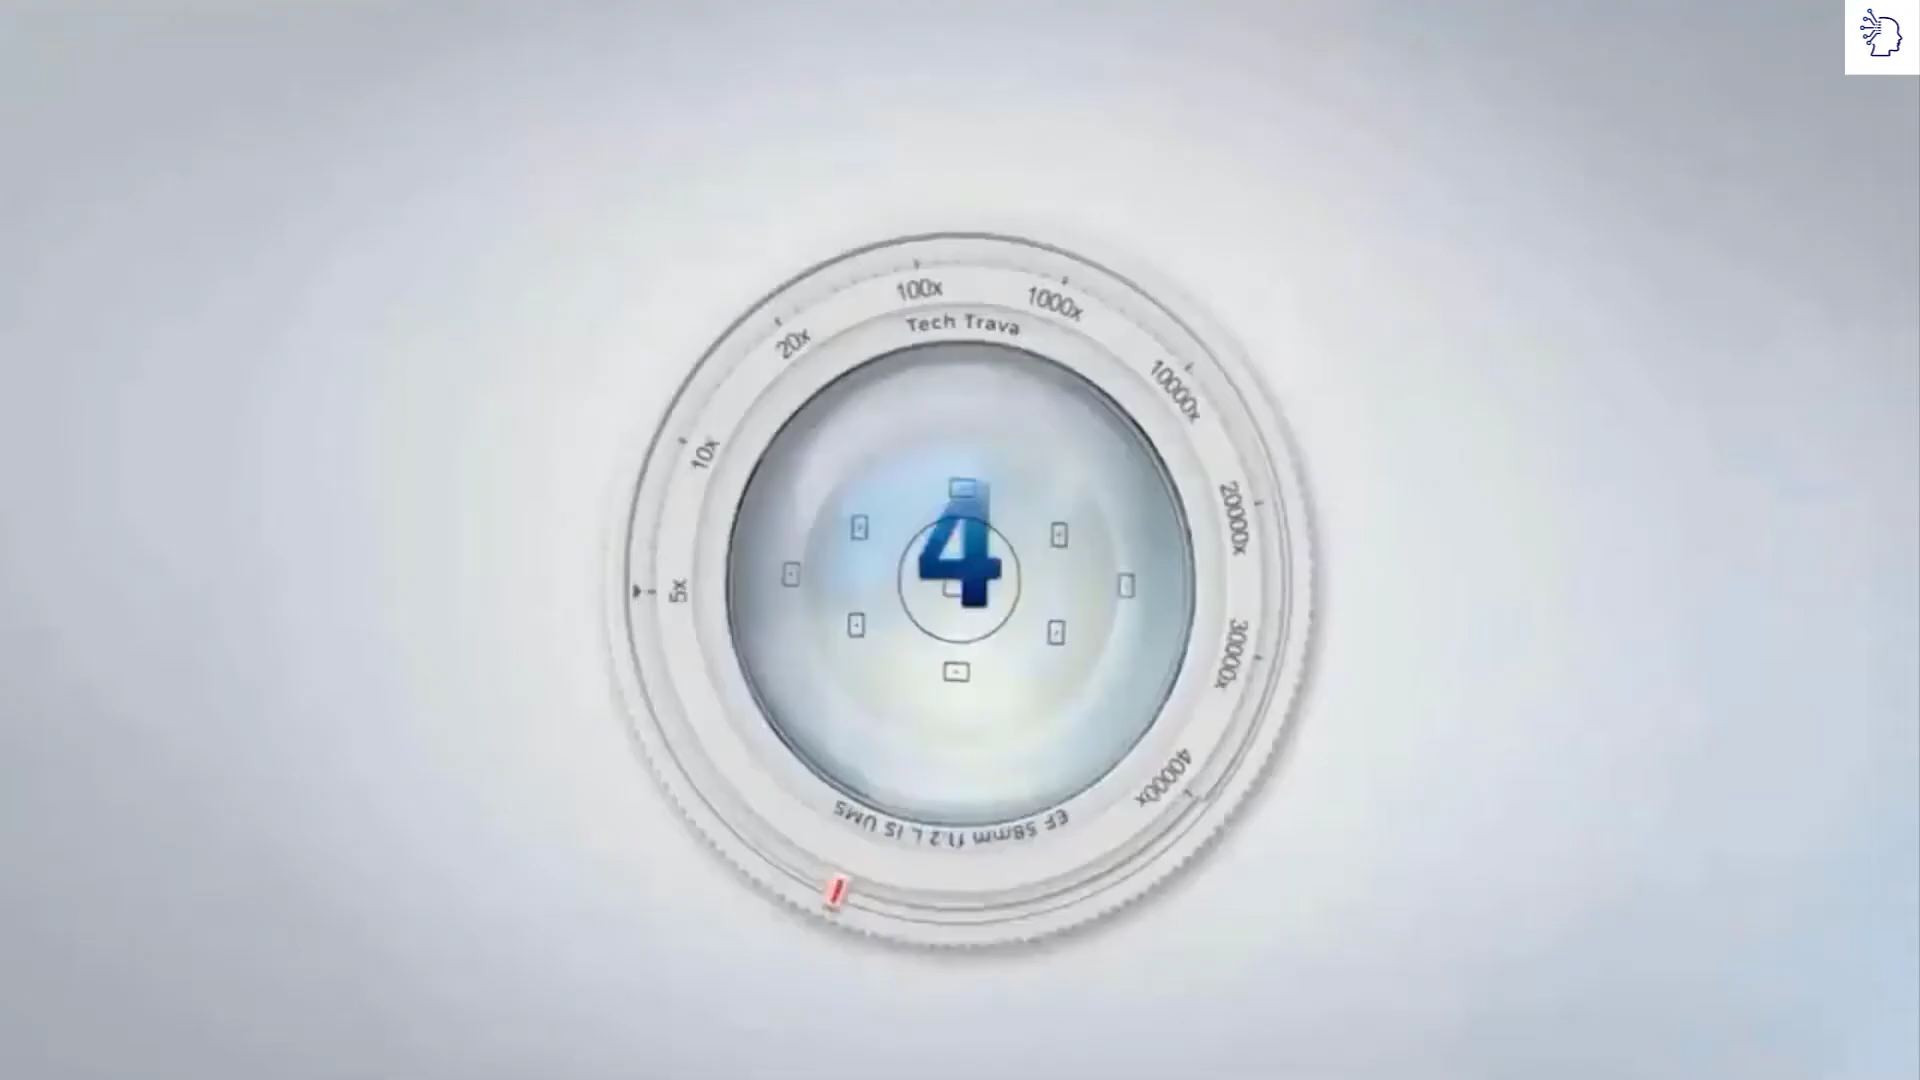 5x
10x
20x
100x
1000x
10000x
20000x
30000x
40000x
Tech Trava
4
EF 58mm f1.2 L IS UMS